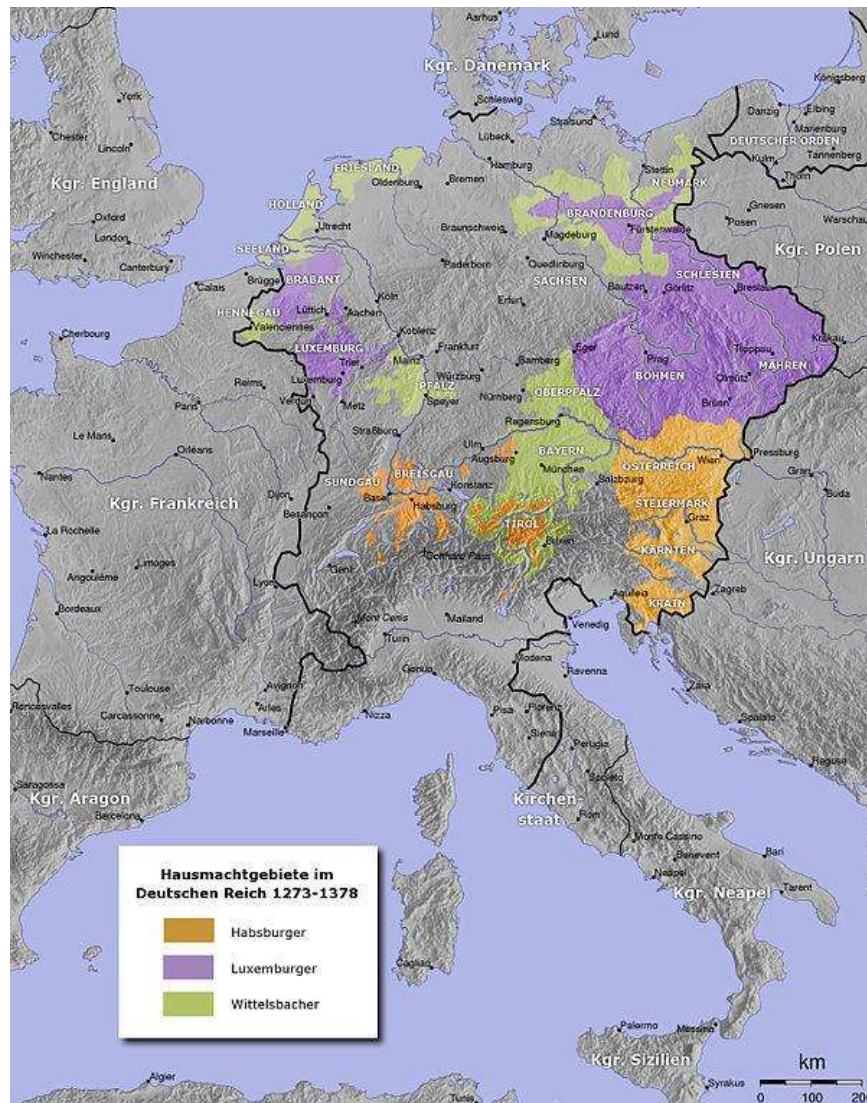 Aarhus
Lund
Kgr. Dänemark
Königsberg
York
Schleswig
Danzig
Elbing
Stralsund
Marienburg
Chester
Lübeck
DEUTSCHER ORDEN
Lincoln
Tannenberg
Hamburg
Stettin
Kulm
Thorn
FRIESLAND
Kgr. England
Oldenburg
Bremen
NEUMARK
HOLLAND
Gnesen
BRANDENBURG
Oxford
Utrecht
Posen
Warschau
Braunschweig
Fürstenwalde
London
Magdeburg
SEELAND
Kgr. Polen
Winchester
Canterbury
Paderborn
Quedlinburg
Brügge
SCHLESIEN
BRABANT
SACHSEN
Calais
Bautzen
Görlitz
Breslau
Köln
HENNEGAU
Lüttich
Aachen
Erfurt
Valenciennes
Cherbourg
Koblenz
Krakau
LUXEMBURG
Frankfurt
Eger
Troppau
Mainz
Bamberg
Prag
Trier
BÖHMEN
MÄHREN
Luxemburg
Würzburg
Reims
PFALZ
Olmütz
OBERPFALZ
Verdun
Nürnberg
Speyer
Brünn
Metz
Paris
Regensburg
Straßburg
Le Mans
Ulm
BAYERN
Augsburg
Wien
Pressburg
Orléans
München
ÖSTERREICH
BREISGAU
Gran
Nantes
SUNDGAU
Konstanz
Salzburg
Kgr. Frankreich
Dijon
Basel
Buda
Habsburg
STEIERMARK
Besançon
TIROL
Graz
La Rochelle
Brixen
Gotthard Pass
KÄRNTEN
Kgr. Ungarn
Limoges
Genf
Angoulème
Lyon
Aquileia
Zagreb
KRAIN
Bordeaux
Mont Cenis
Mailand
Venedig
Turin
Modena
Genua
Ravenna
Toulouse
Avignon
Zara
Roncesvalles
Arles
Nizza
Pisa
Florenz
Carcassonne
Narbonne
Spalato
Marseille
Siena
Perugia
Ragusa
Saragossa
Spoleto
Kgr. Aragon
Kirchen-
staat
Barcelona
Rom
Monte Cassino
Bari
Benevent
Neapel
Kgr. Neapel
Tarent
Hausmachtgebiete im
Deutschen Reich 1273-1378
Habsburger
Luxemburger
Wittelsbacher
Cagliari
Palermo
Messina
Kgr. Sizilien
km
Algier
Syrakus
Tunis
0 100 20